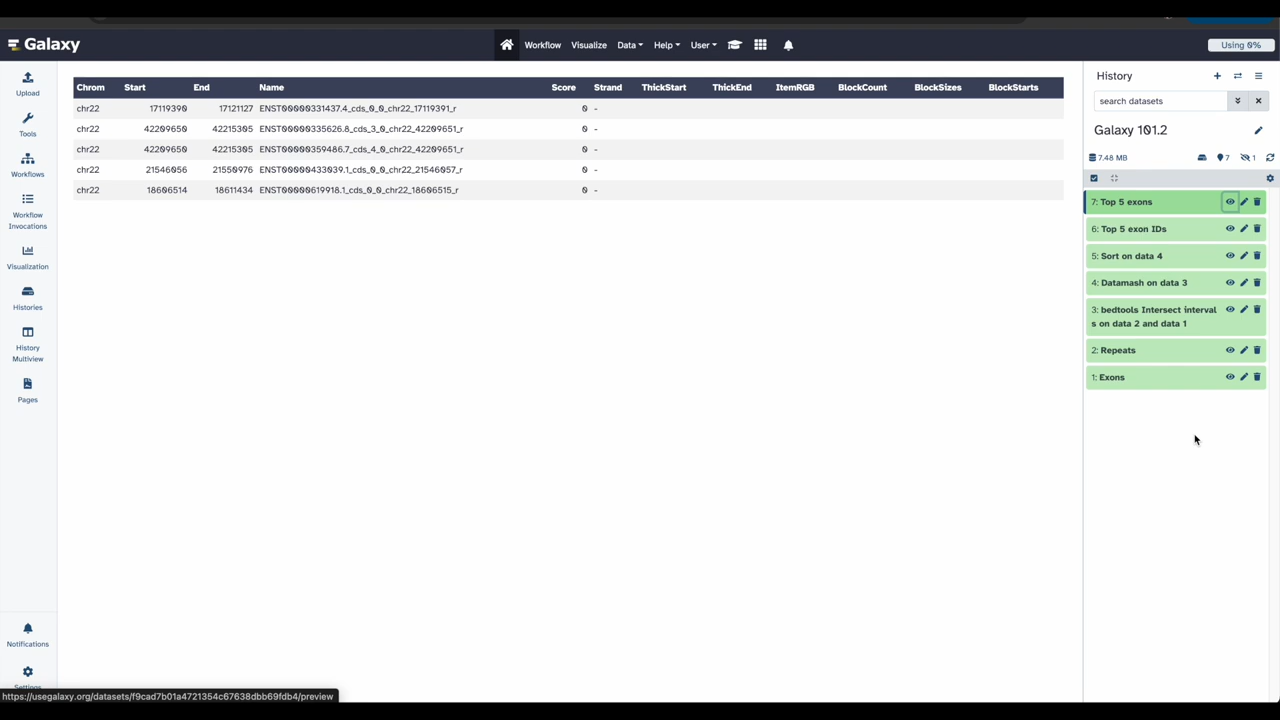 Galaxy
Workflow Visualize Data Help User Using 0%
Upload
Tools
Workflows
Workflow
Invocations
Visualization
Histories
History
Multiview
Pages
Notifications
Settings
Chrom Start End Name Score Strand ThickStart ThickEnd ItemRGB BlockCount BlockSizes BlockStarts
chr22 17119390 17121127 ENST00000331437.4_cds_0_0_chr22_17119391_r 0 -
chr22 42209650 42215305 ENST00000335626.8_cds_3_0_chr22_42209651_r 0 -
chr22 42209650 42215305 ENST00000359486.7_cds_4_0_chr22_42209651_r 0 -
chr22 21546056 21550976 ENST00000433039.1_cds_0_0_chr22_21546057_r 0 -
chr22 18606514 18611434 ENST00000619918.1_cds_0_0_chr22_18606515_r 0 -
History
search datasets
Galaxy 101.2
7.48 MB 7 1
7: Top 5 exons
6: Top 5 exon IDs
5: Sort on data 4
4: Datamash on data 3
3: bedtools Intersect interval
s on data 2 and data 1
2: Repeats
1: Exons
https://usegalaxy.org/datasets/f9cad7b01a4721354c67638dbb69fdb4/preview